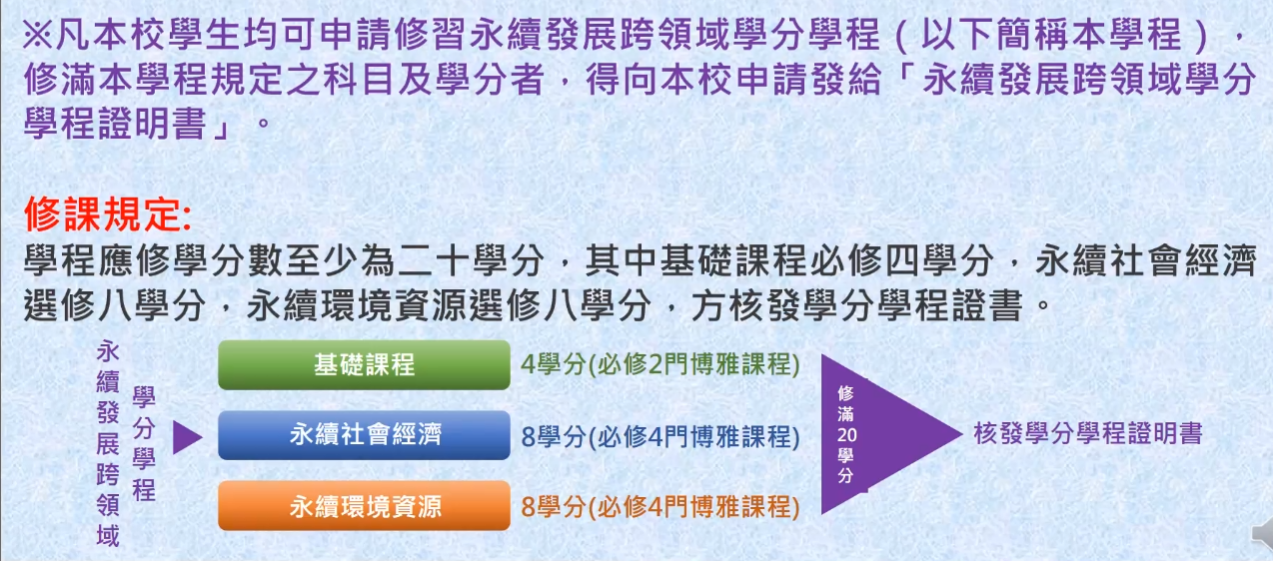 ※凡本校學生均可申請修習永續發展跨領域學分學程（以下簡稱本學程），
修滿本學程規定之科目及學分者，得向本校申請發給「永續發展跨領域學分
學程證明書」。
修課規定:
學程應修學分數至少為二十學分，其中基礎課程必修四學分，永續社會經濟
選修八學分，永續環境資源選修八學分，方核發學分學程證書。
永續發展跨領域
學分學程
基礎課程
4學分(必修2門博雅課程)
永續社會經濟
8學分(必修4門博雅課程)
永續環境資源
8學分(必修4門博雅課程)
修滿20學分
核發學分學程證明書